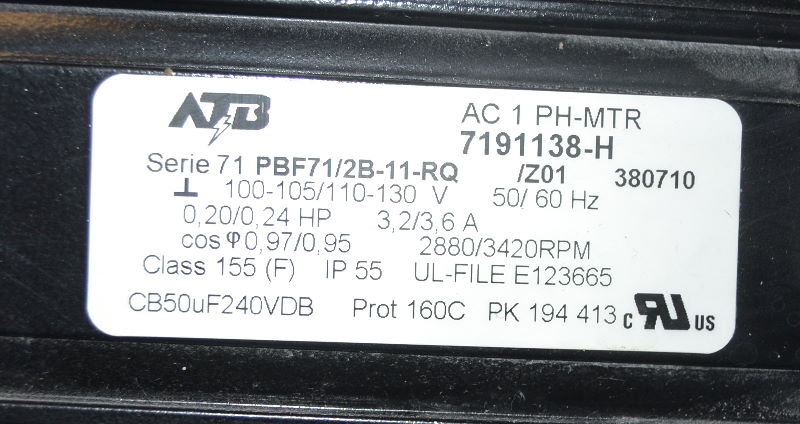 ATB
AC 1 PH-MTR
7191138-H
Serie 71 PBF71/2B-11-RQ /Z01 380710
⊥ 100-105/110-130 V 50/ 60 Hz
0,20/0,24 HP 3,2/3,6 A
cos φ 0,97/0,95 2880/3420RPM
Class 155 (F) IP 55 UL-FILE E123665
CB50uF240VDB Prot 160C PK 194 413 c RU US